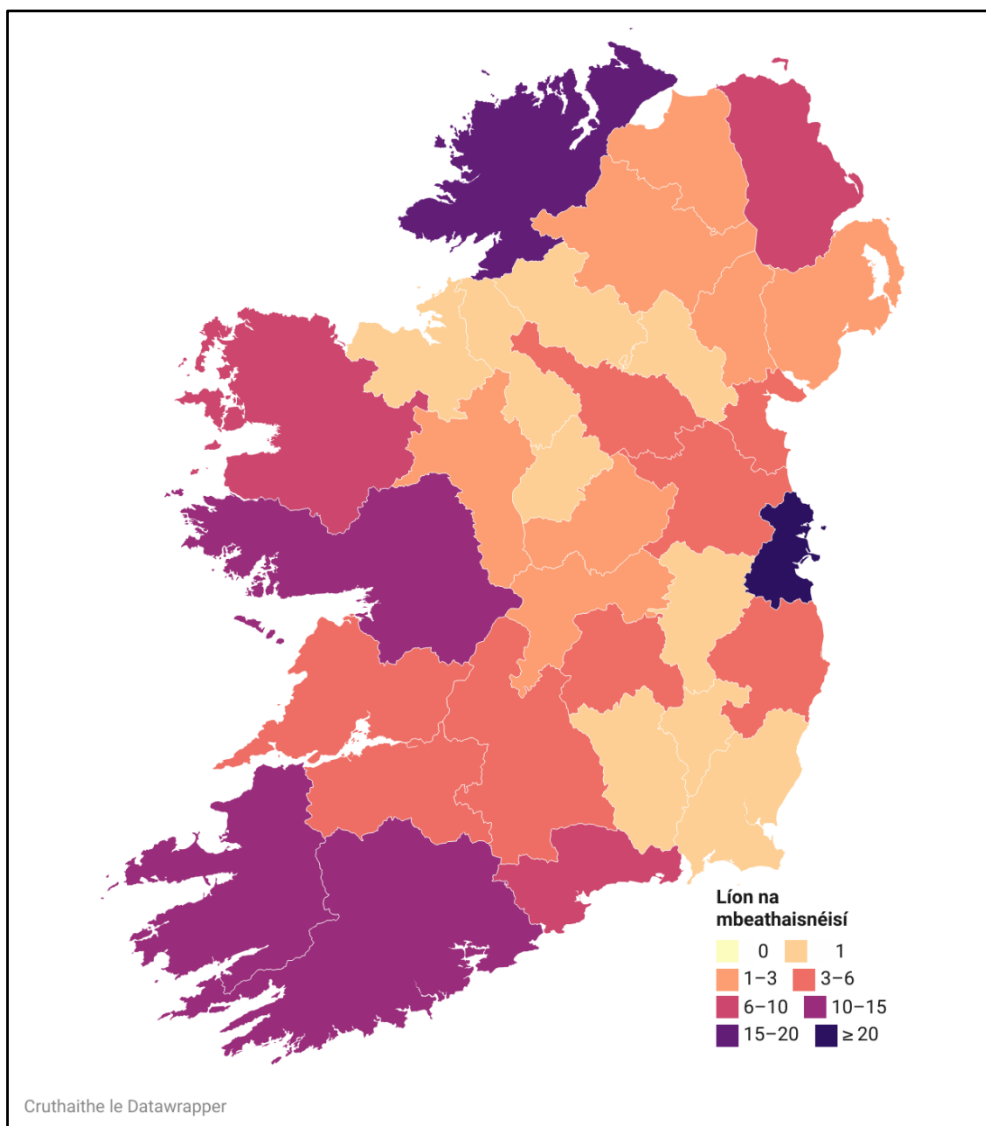 Líon na
mbeathaisnéisí
0 1
1–3 3–6
6–10 10–15
15–20 ≥ 20
Cruthaithe le Datawrapper